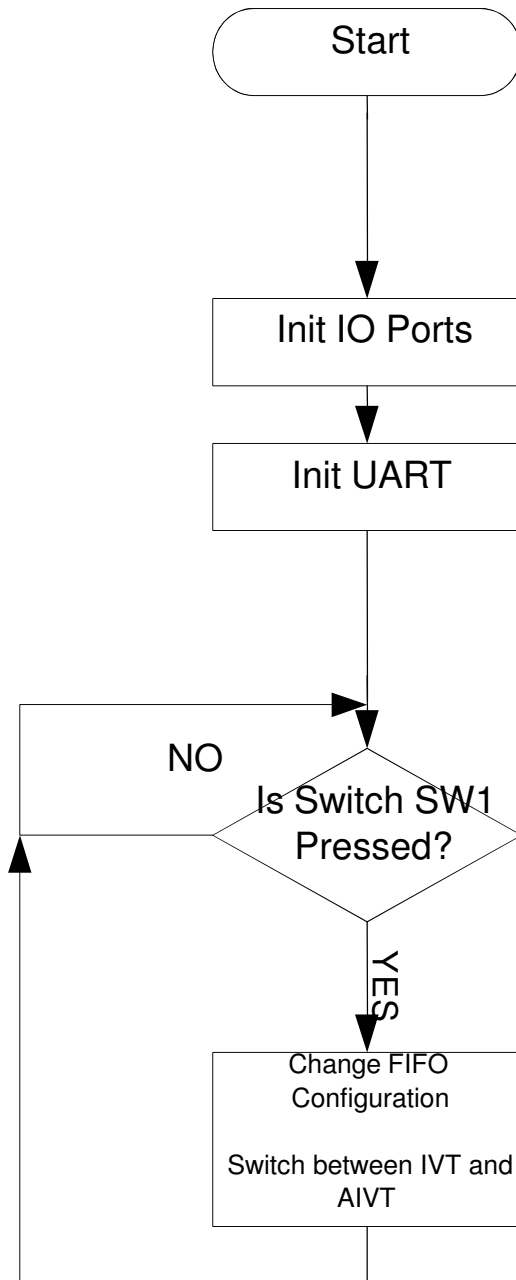 Start
Init IO Ports
Init UART
NO
Is Switch SW1
Pressed?
YES
Change FIFO
Configuration
Switch between IVT and
AIVT